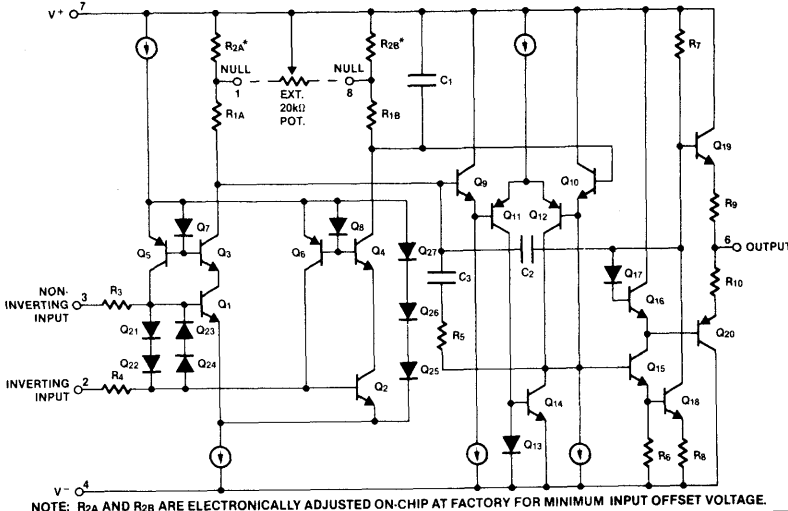 V+ 7
R2A*
R2B*
NULL
NULL
1
8
EXT.
20kΩ
POT.
C1
R7
R1A
R1B
Q19
Q9
Q10
R9
Q11
Q12
Q7
Q8
Q5
Q3
Q6
Q4
Q27
C2
6
OUTPUT
Q17
R10
C3
NON-
INVERTING
INPUT
3
R3
Q1
Q16
Q21
Q23
Q26
R5
Q20
Q22
Q24
Q15
INVERTING
INPUT
2
R4
Q2
Q25
Q14
Q18
Q13
R6
R8
V- 4
NOTE: R2A AND R2B ARE ELECTRONICALLY ADJUSTED ON-CHIP AT FACTORY FOR MINIMUM INPUT OFFSET VOLTAGE.